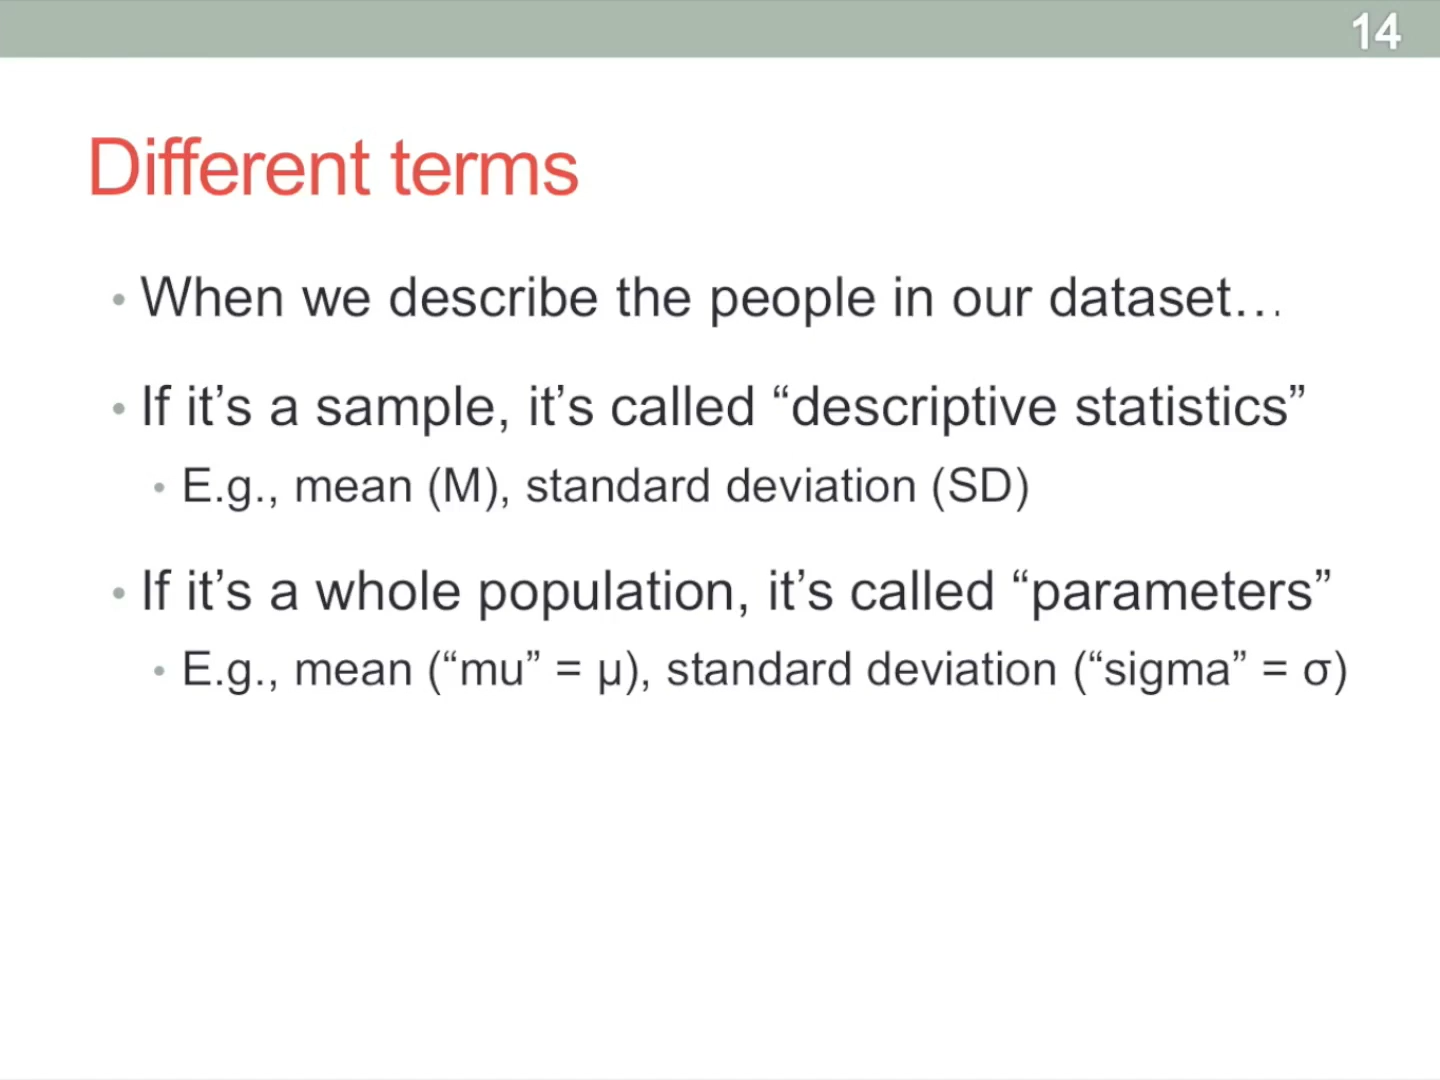 14
Different terms
• When we describe the people in our dataset…
• If it’s a sample, it’s called “descriptive statistics”
• E.g., mean (M), standard deviation (SD)
• If it’s a whole population, it’s called “parameters”
• E.g., mean (“mu” = μ), standard deviation (“sigma” = σ)